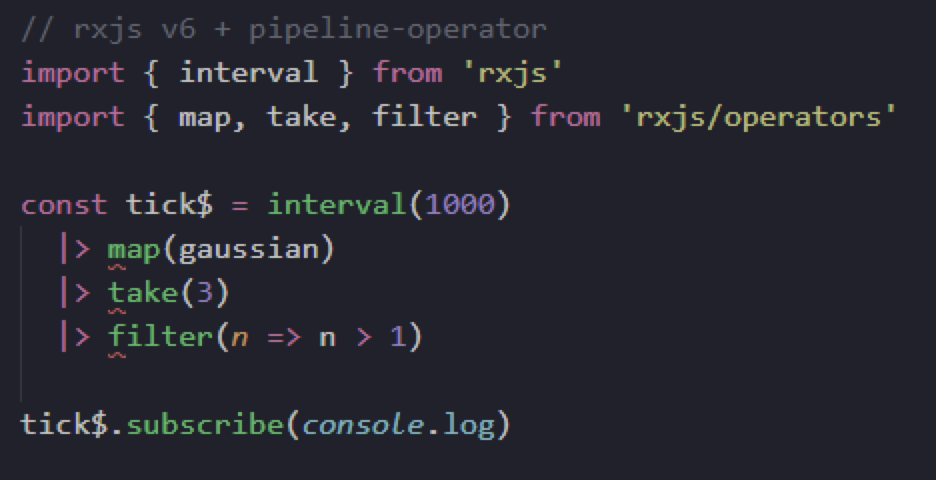 // rxjs v6 + pipeline-operator
import { interval } from 'rxjs'
import { map, take, filter } from 'rxjs/operators'
const tick$ = interval(1000)
|> map(gaussian)
|> take(3)
|> filter(n => n > 1)
tick$.subscribe(console.log)